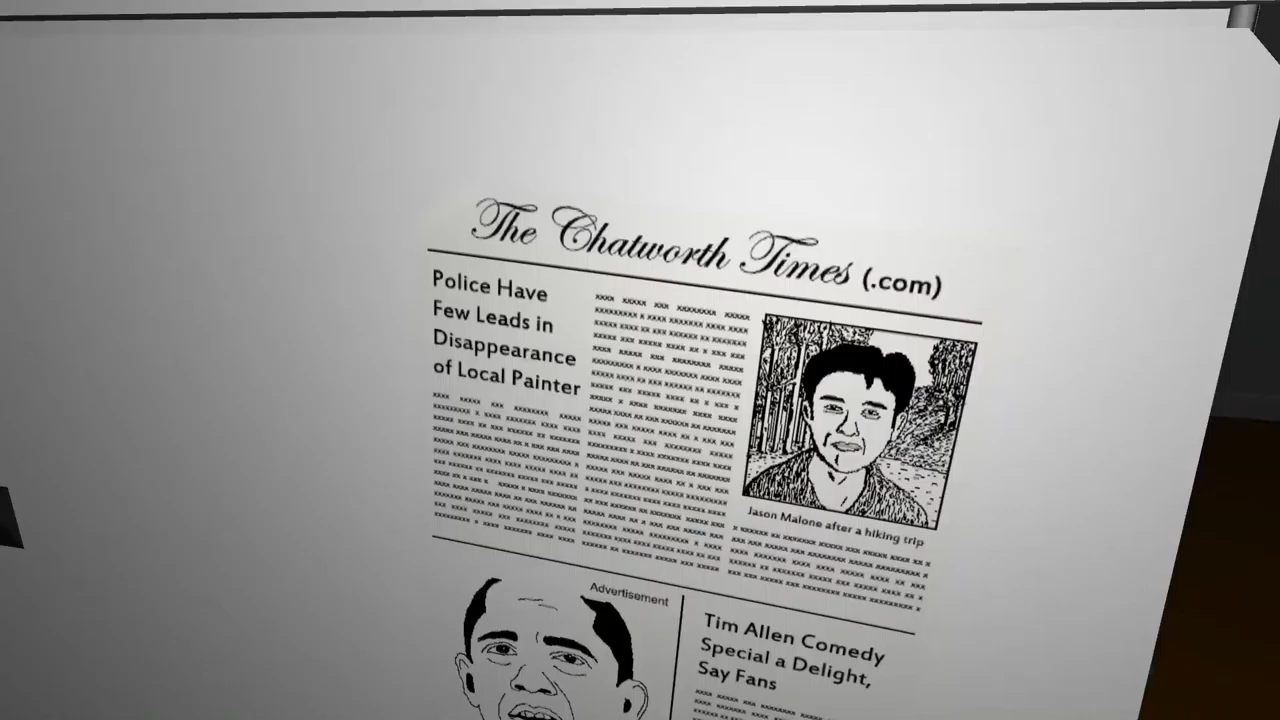 The Chatworth Times (.com)
Police Have
Few Leads in
Disappearance
of Local Painter
Jason Malone after a hiking trip
Advertisement
Tim Allen Comedy
Special a Delight,
Say Fans